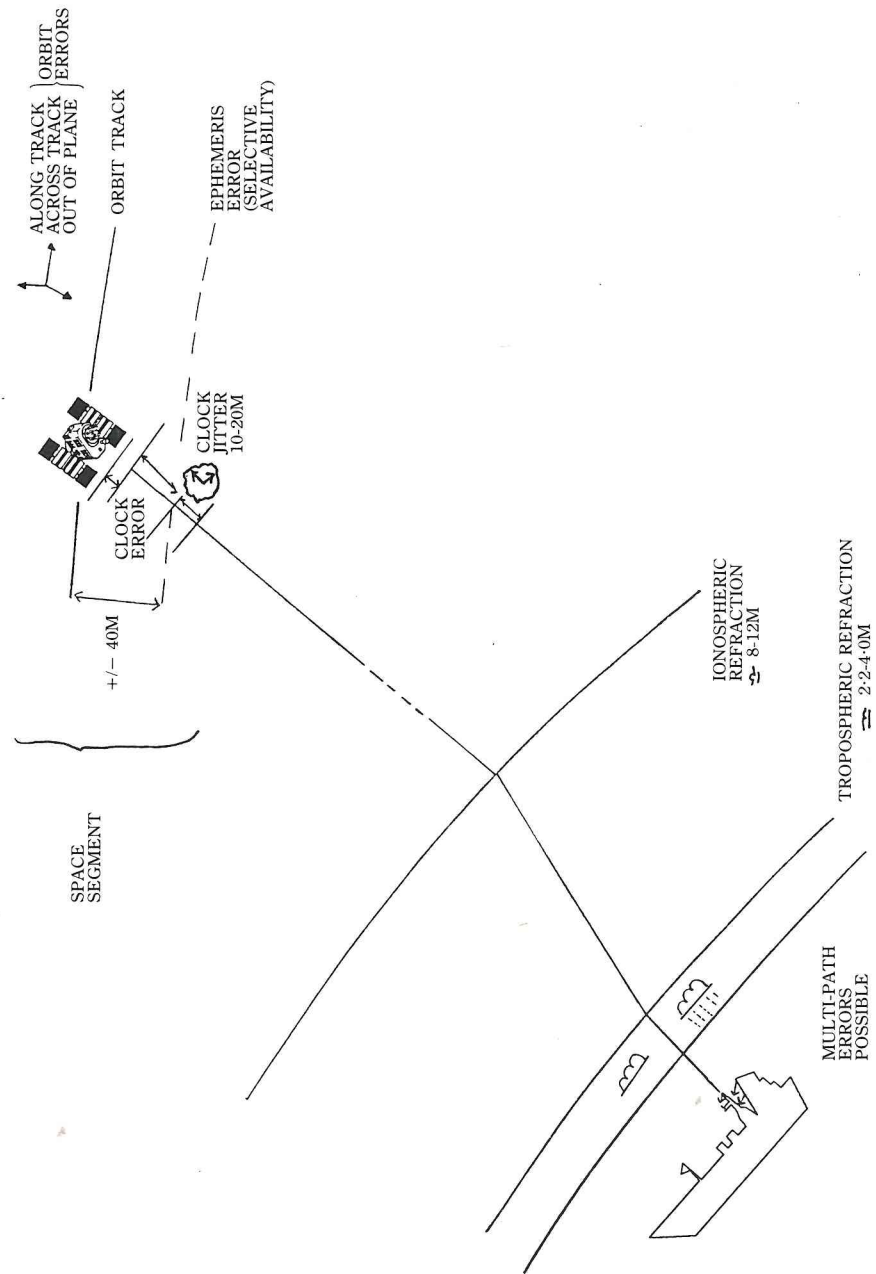 ALONG TRACK
ACROSS TRACK
OUT OF PLANE
ORBIT
ERRORS
ORBIT TRACK
EPHEMERIS
ERROR
(SELECTIVE
AVAILABILITY)
CLOCK
JITTER
10-20M
CLOCK
ERROR
+/− 40M
SPACE
SEGMENT
IONOSPHERIC
REFRACTION
8-12M
TROPOSPHERIC REFRACTION
2·2-4·0M
MULTI-PATH
ERRORS
POSSIBLE